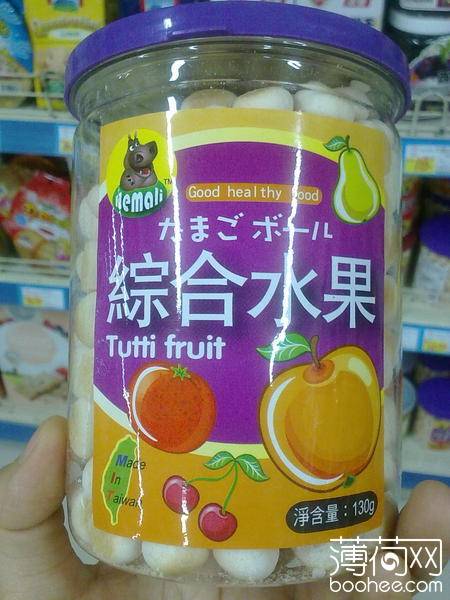 Hemali
TM
Good healthy food
たまご ボール
綜合水果
Tutti fruit
Made
In
Taiwan
淨含量：130g
薄荷网
boohee.com